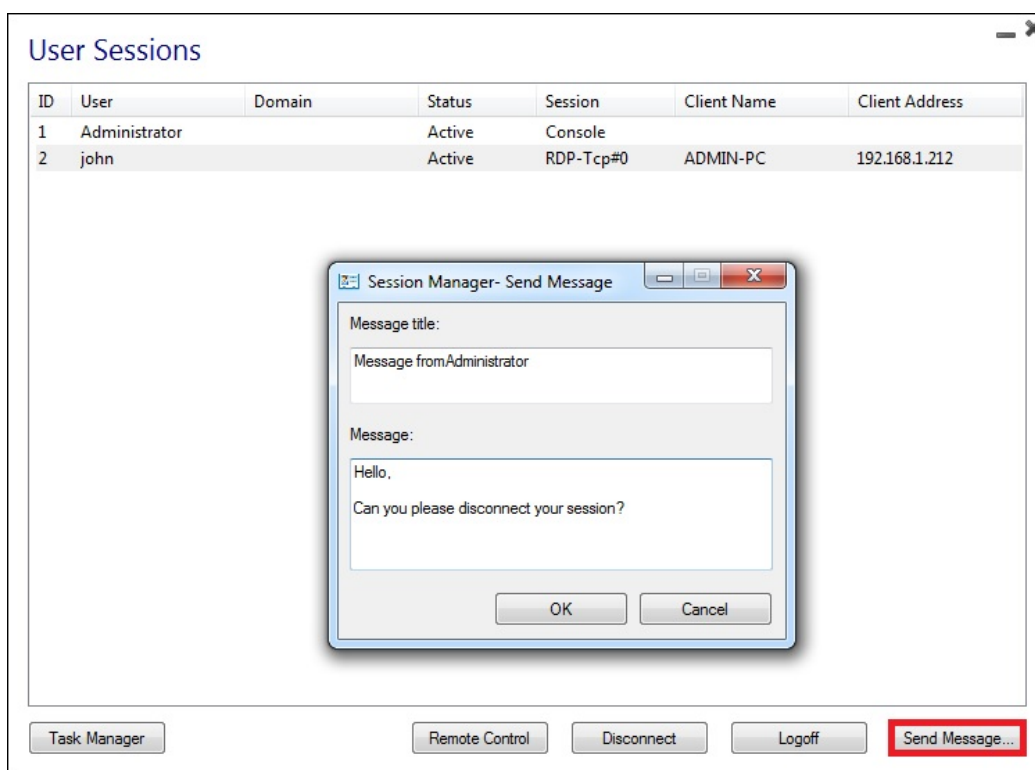 User Sessions
ID User Domain Status Session Client Name Client Address
1 Administrator Active Console
2 john Active RDP-Tcp#0 ADMIN-PC 192.168.1.212
Session Manager- Send Message
Message title:
Message fromAdministrator
Message:
Hello,
Can you please disconnect your session?
OK Cancel
Task Manager Remote Control Disconnect Logoff Send Message...